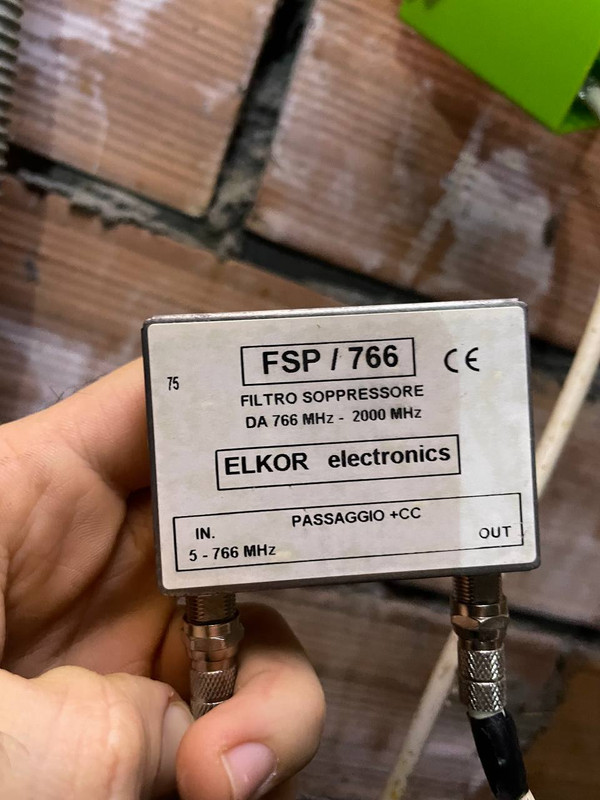 FSP / 766
CE
75
FILTRO SOPPRESSORE
DA 766 MHz - 2000 MHz
ELKOR electronics
PASSAGGIO +CC
IN.
OUT
5 - 766 MHz